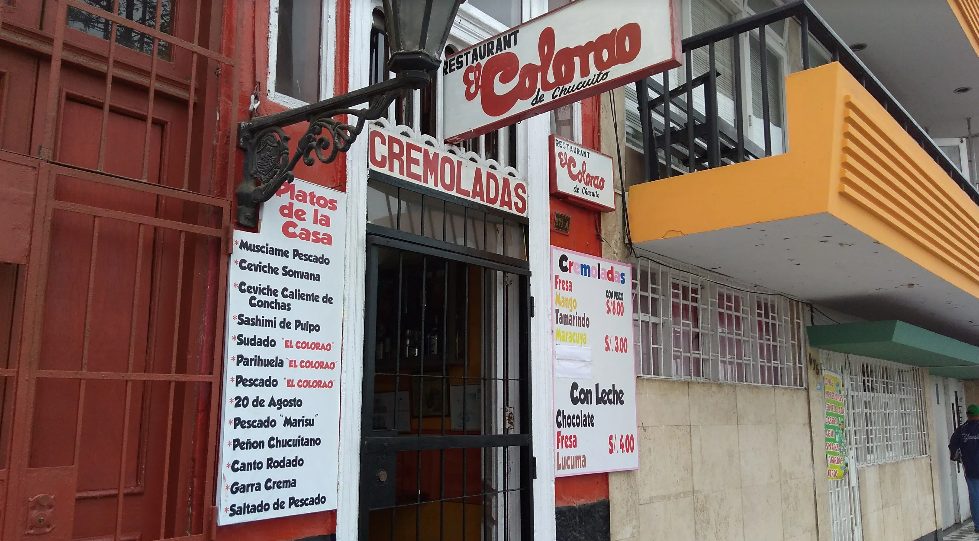 RESTAURANT
El Colorao
de Chucuito
CREMOLADAS
RESTAURANT
El Colorao
de Chucuito
Platos
de la
Casa
*Musciame Pescado
*Ceviche Sonvana
*Ceviche Caliente de
Conchas
*Sashimi de Pulpo
*Sudado "EL COLORAO"
*Parihuela "EL COLORAO"
*Pescado "EL COLORAO"
*20 de Agosto
*Pescado "Marisu"
*Peñon Chucuitano
*Canto Rodado
*Garra Crema
*Saltado de Pescado
Cremoladas
Fresa
Mango
Tamarindo
Maracuya
S/. 3.00
Con Leche
Chocolate
Fresa
Lucuma
S/. 4.00